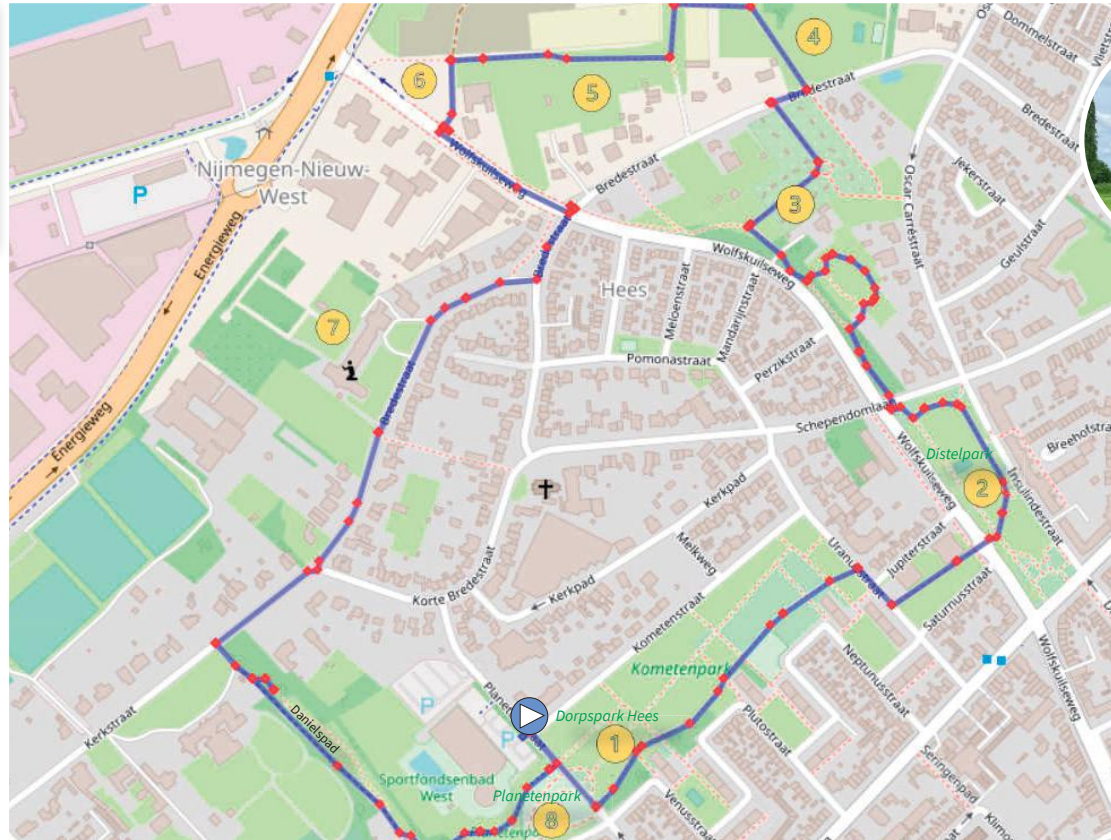 4
6
5
Bredestraat
Dommelstraat
Vlietstraat
Bredestraat
Wolfskuilseweg
Bredestraat
Nijmegen-Nieuw-
West
P
Jekerstraat
Oscar Carréstraat
Geulstraat
3
Energieweg
Bredestraat
Wolfskuilseweg
Hees
Meloenstraat
Mandarijnstraat
7
Pomonastraat
Perzikstraat
Bredestraat
Energieweg
Schependomlaan
Wolfskuilseweg
Distelpark
2
Insulindestraat
Kerkpad
Melkweg
Uranusstraat
Jupiterstraat
Saturnusstraat
Korte Bredestraat
Kerkpad
Kometenstraat
Neptunusstraat
Wolfskuilseweg
Kometenpark
Kerkstraat
P
Dorpspark Hees
P
1
Plutostraat
Danielspad
Sportfondsenbad
West
Planetenpark
8
Venusstraat
Seringenpad